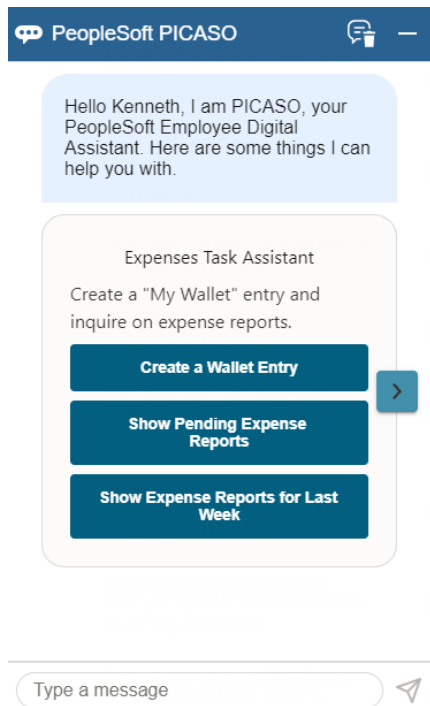 PeopleSoft PICASO
Hello Kenneth, I am PICASO, your
PeopleSoft Employee Digital
Assistant. Here are some things I can
help you with.
Expenses Task Assistant
Create a "My Wallet" entry and
inquire on expense reports.
Create a Wallet Entry
Show Pending Expense
Reports
Show Expense Reports for Last
Week
Type a message